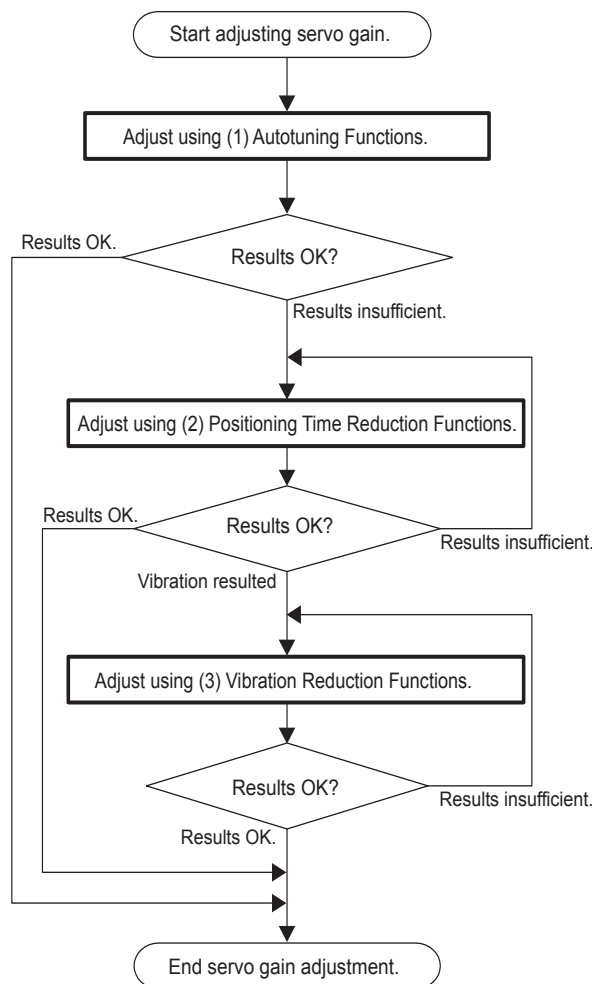 Start adjusting servo gain.
Adjust using (1) Autotuning Functions.
Results OK.
Results OK?
Results insufficient.
Adjust using (2) Positioning Time Reduction Functions.
Results OK.
Results OK?
Results insufficient.
Vibration resulted
Adjust using (3) Vibration Reduction Functions.
Results OK?
Results insufficient.
Results OK.
End servo gain adjustment.